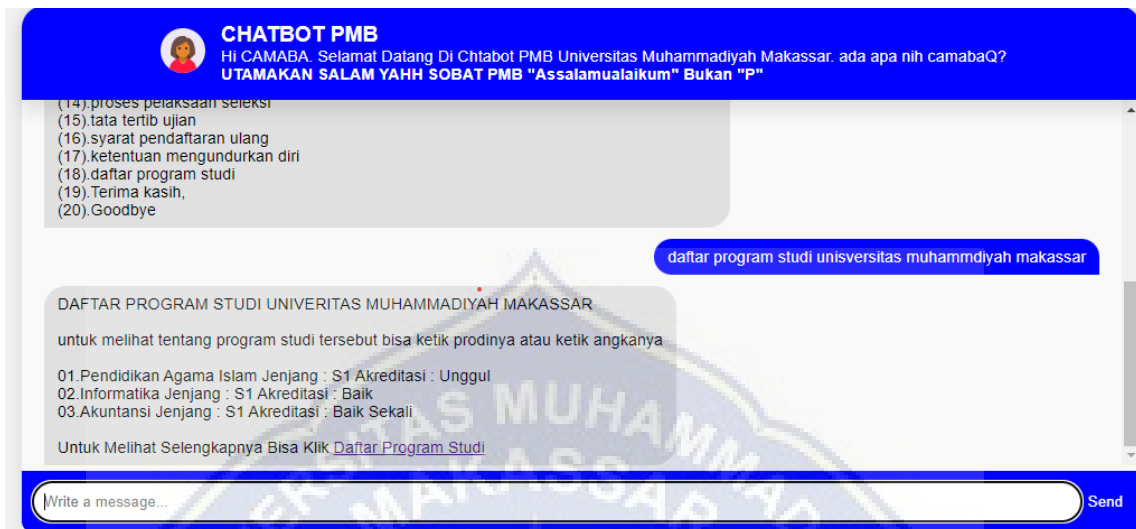 CHATBOT PMB
Hi CAMABA. Selamat Datang Di Chtabot PMB Universitas Muhammadiyah Makassar. ada apa nih camabaQ?
UTAMAKAN SALAM YAHH SOBAT PMB "Assalamualaikum" Bukan "P"
(14).proses pelaksaan seleksi
(15).tata tertib ujian
(16).syarat pendaftaran ulang
(17).ketentuan mengundurkan diri
(18).daftar program studi
(19).Terima kasih,
(20).Goodbye
daftar program studi unisversitas muhammdiyah makassar
DAFTAR PROGRAM STUDI UNIVERITAS MUHAMMADIYAH MAKASSAR
untuk melihat tentang program studi tersebut bisa ketik prodinya atau ketik angkanya
01.Pendidikan Agama Islam Jenjang : S1 Akreditasi : Unggul
02.Informatika Jenjang : S1 Akreditasi : Baik
03.Akuntansi Jenjang : S1 Akreditasi : Baik Sekali
Untuk Melihat Selengkapnya Bisa Klik Daftar Program Studi
Write a message...
Send